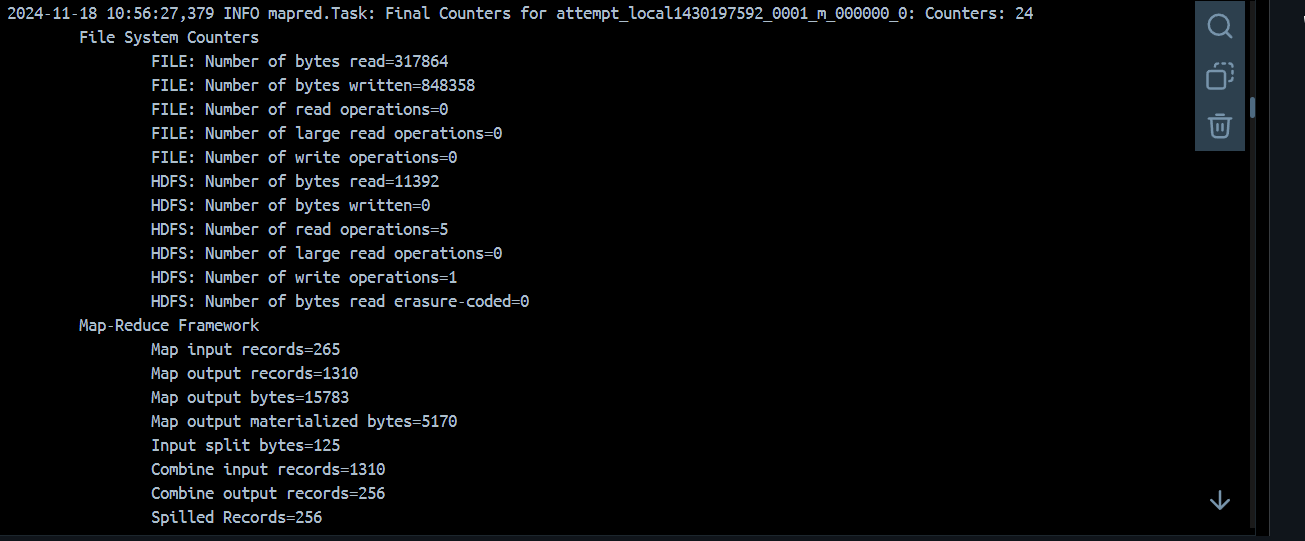 2024-11-18 10:56:27,379 INFO mapred.Task: Final Counters for attempt_local1430197592_0001_m_000000_0: Counters: 24
File System Counters
FILE: Number of bytes read=317864
FILE: Number of bytes written=848358
FILE: Number of read operations=0
FILE: Number of large read operations=0
FILE: Number of write operations=0
HDFS: Number of bytes read=11392
HDFS: Number of bytes written=0
HDFS: Number of read operations=5
HDFS: Number of large read operations=0
HDFS: Number of write operations=1
HDFS: Number of bytes read erasure-coded=0
Map-Reduce Framework
Map input records=265
Map output records=1310
Map output bytes=15783
Map output materialized bytes=5170
Input split bytes=125
Combine input records=1310
Combine output records=256
Spilled Records=256